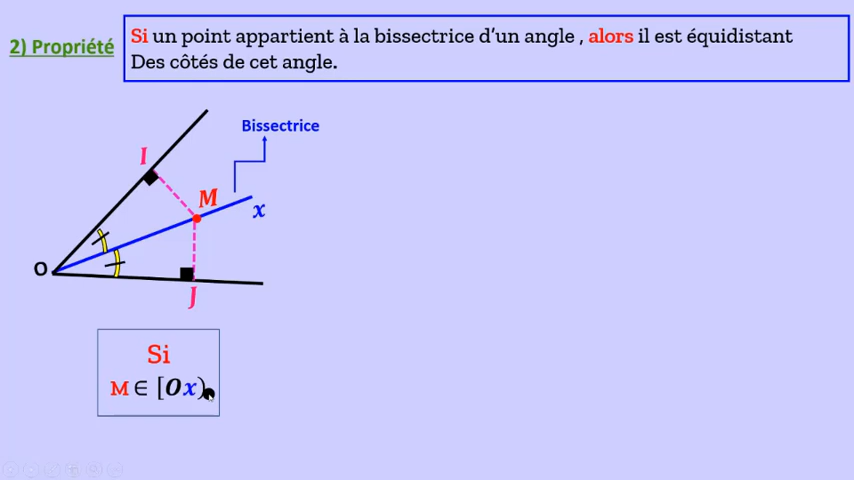 2) Propriété
Si un point appartient à la bissectrice d’un angle , alors il est équidistant
Des côtés de cet angle.
Bissectrice
I
M
x
O
J
Si
M ∈ [Ox)